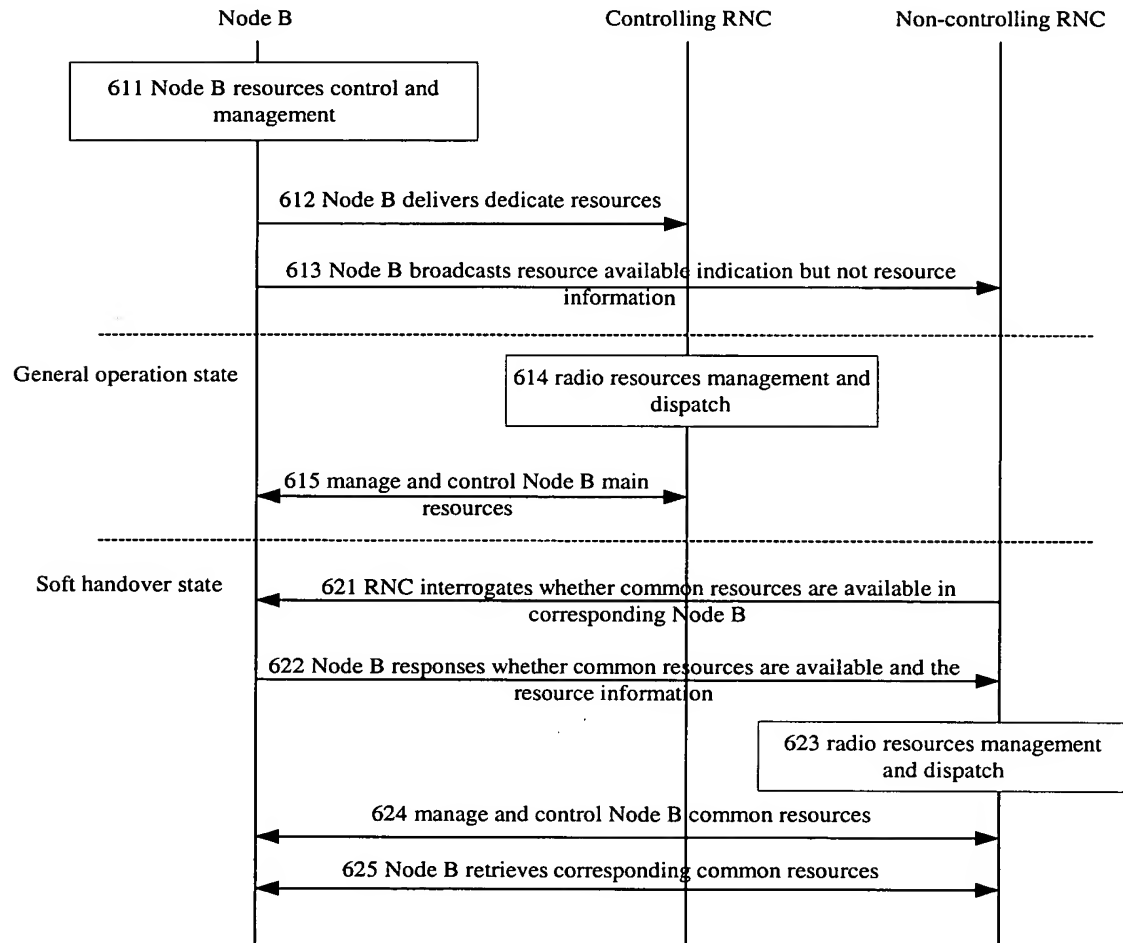 Node B
Controlling RNC
Non-controlling RNC
611 Node B resources control and
management
612 Node B delivers dedicate resources
613 Node B broadcasts resource available indication but not resource
information
General operation state
614 radio resources management and
dispatch
615 manage and control Node B main
resources
Soft handover state
621 RNC interrogates whether common resources are available in
corresponding Node B
622 Node B responses whether common resources are available and the
resource information
623 radio resources management
and dispatch
624 manage and control Node B common resources
625 Node B retrieves corresponding common resources